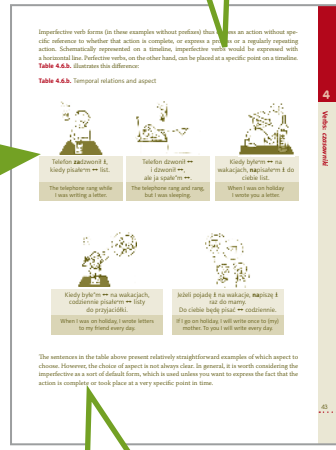 Imperfective verb forms (in these examples without prefixes) thus express an action without spe-
cific reference to whether that action is complete, or express a process or a regularly repeating
action. Schematically represented on a timeline, imperfective verbs would be expressed with
a horizontal line. Perfective verbs, on the other hand, can be placed at a specific point on a timeline.
Table 4.6.b. illustrates this difference:
Table 4.6.b. Temporal relations and aspect
Telefon zadzwonił ↕,
kiedy pisałe*m ↔ list.
The telephone rang while
I was writing a letter.
Telefon dzwonił ↔
i dzwonił ↔,
ale ja spałe*m ↔.
The telephone rang and rang,
but I was sleeping.
Kiedy byłe*m ↔ na
wakacjach, napisałe*m ↕ do
ciebie list.
When I was on holiday
I wrote you a letter.
Kiedy byłe*m ↔ na wakacjach,
codziennie pisałe*m ↔ listy
do przyjaciółki.
When I was on holiday, I wrote letters
to my friend every day.
Jeżeli pojadę ↕ na wakacje, napiszę ↕
raz do mamy.
Do ciebie będę pisać ↔ codziennie.
If I go on holiday, I will write once to (my)
mother. To you I will write every day.
The sentences in the table above present relatively straightforward examples of which aspect to
choose. However, the choice of aspect is not always clear. In general, it is worth considering the
imperfective as a sort of default form, which is used unless you want to express the fact that the
action is complete or took place at a very specific point in time.
4
Verbs: czasowniki
43